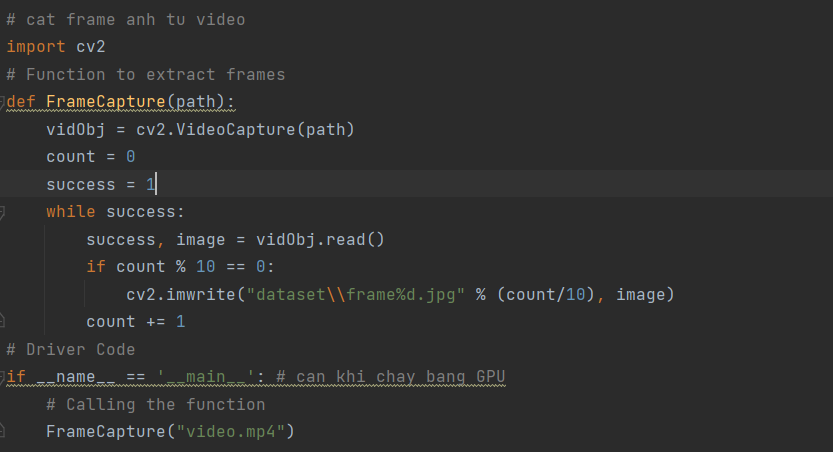 # cat frame anh tu video
import cv2
# Function to extract frames
def FrameCapture(path):
    vidObj = cv2.VideoCapture(path)
    count = 0
    success = 1
    while success:
        success, image = vidObj.read()
        if count % 10 == 0:
            cv2.imwrite("dataset\\frame%d.jpg" % (count/10), image)
        count += 1
# Driver Code
if __name__ == '__main__': # can khi chay bang GPU
    # Calling the function
    FrameCapture("video.mp4")